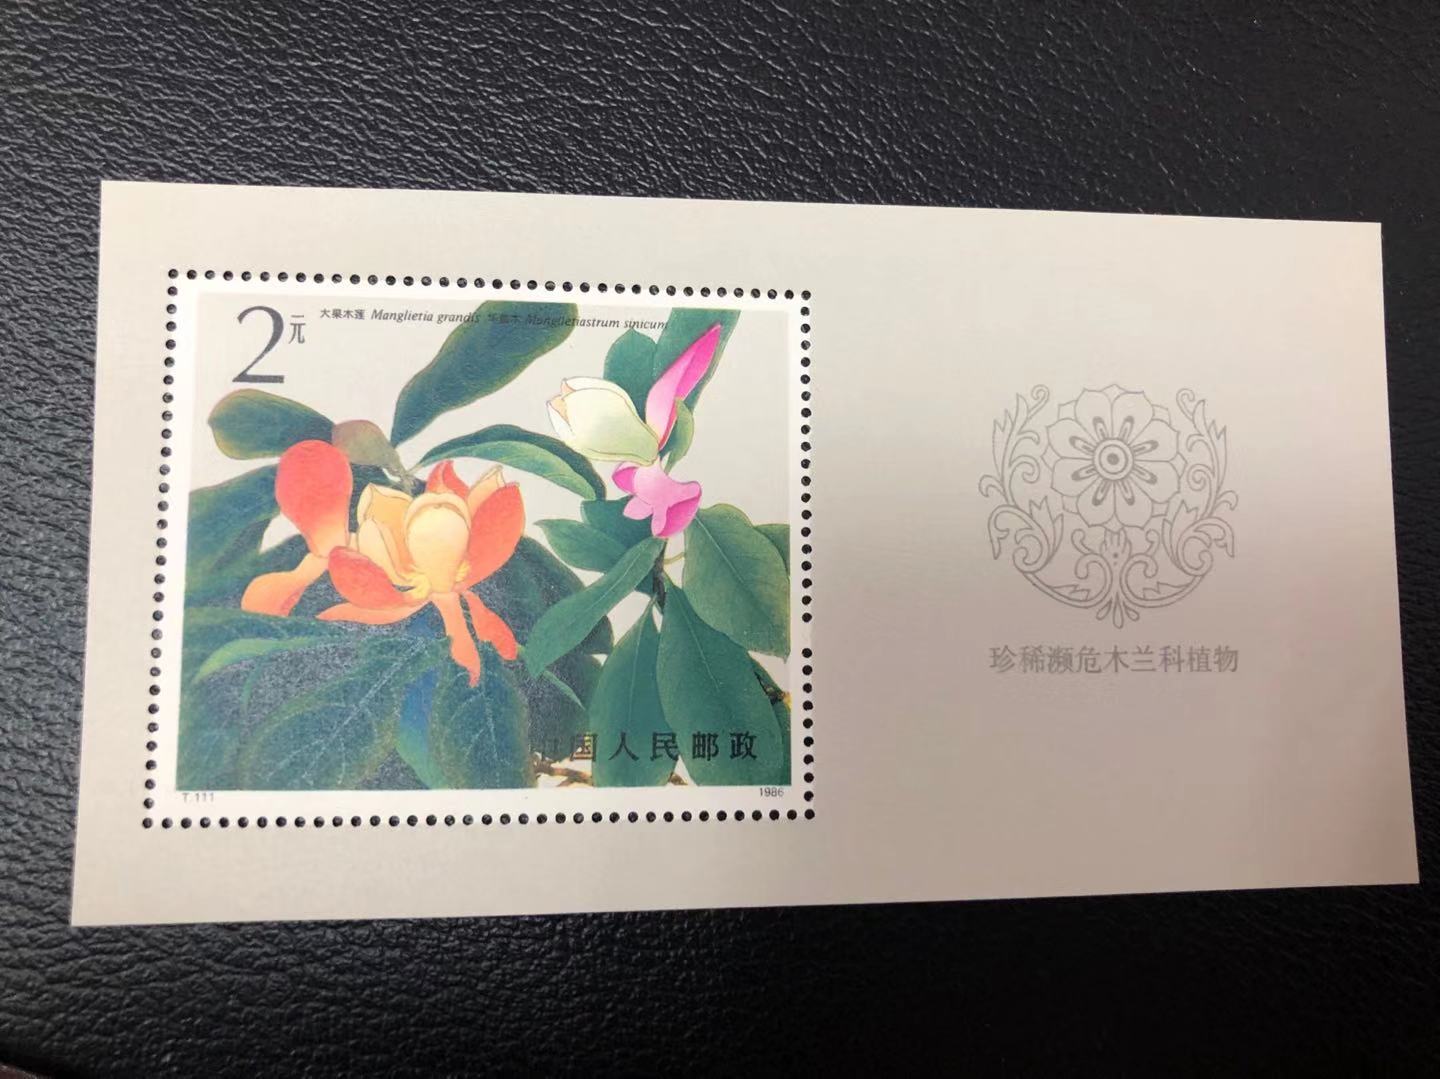 2元
大果木莲 Manglietia grandis 华盖木 Manglietiastrum sinicum
中国人民邮政
T.111
1986
珍稀濒危木兰科植物